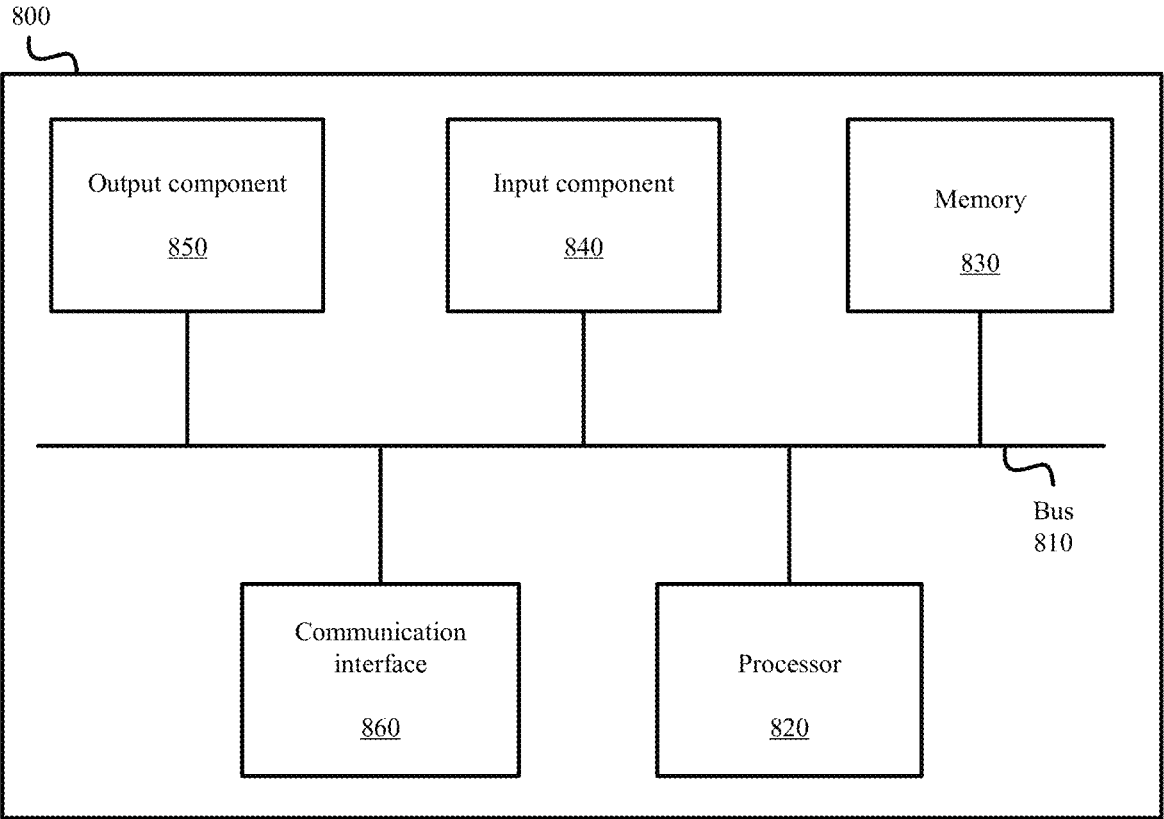 800
Output component
850
Input component
840
Memory
830
Bus
810
Communication
interface
860
Processor
820